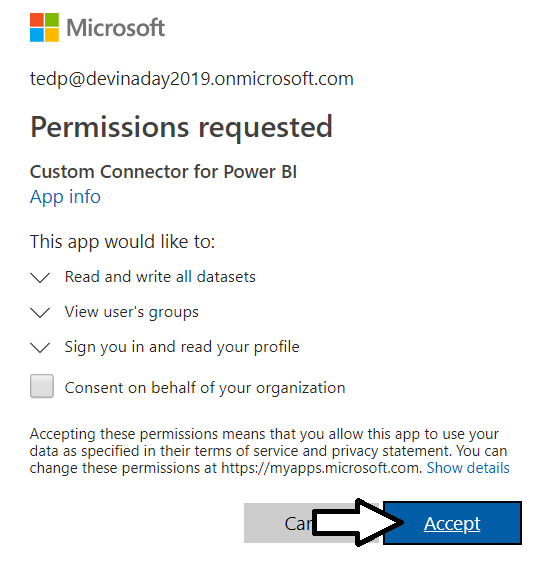 Microsoft
tedp@devinaday2019.onmicrosoft.com
Permissions requested
Custom Connector for Power BI
App info
This app would like to:
Read and write all datasets
View user's groups
Sign you in and read your profile
Consent on behalf of your organization
Accepting these permissions means that you allow this app to use your
data as specified in their terms of service and privacy statement. You can
change these permissions at https://myapps.microsoft.com. Show details
Accept